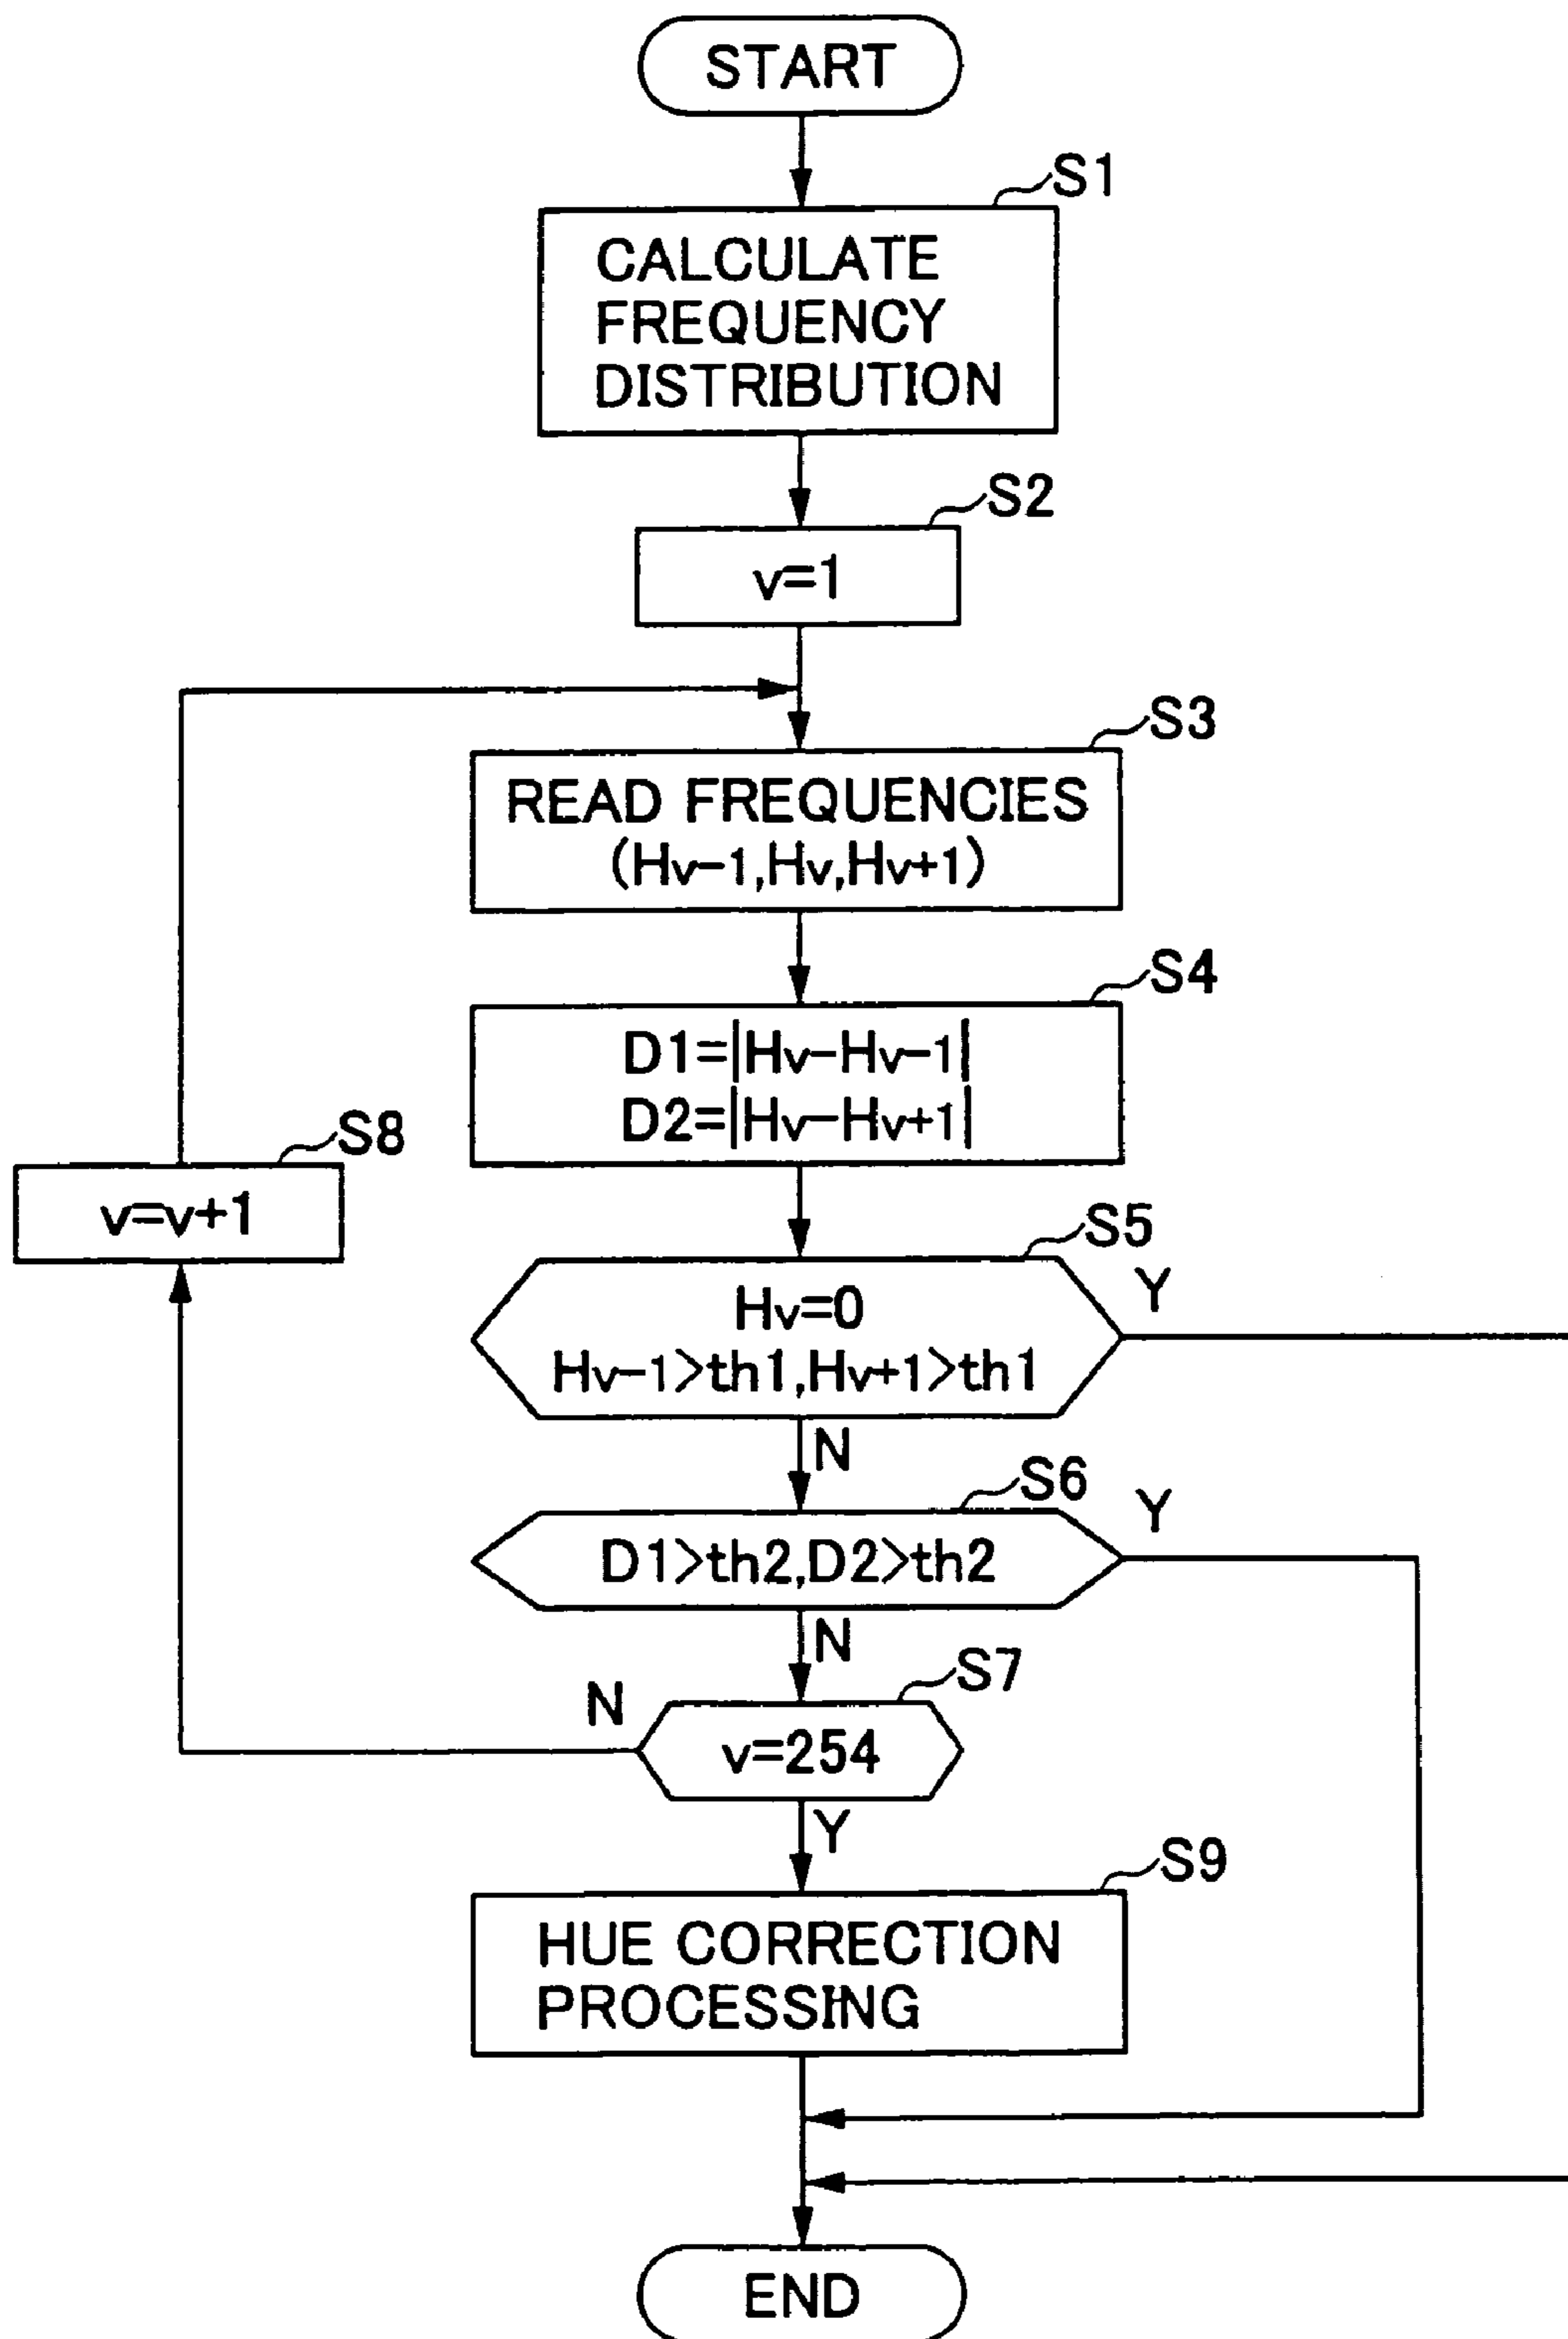 START
S1
CALCULATE
FREQUENCY
DISTRIBUTION
S2
v=1
S3
READ FREQUENCIES
(Hv-1,Hv,Hv+1)
S4
D1=|Hv-Hv-1|
D2=|Hv-Hv+1|
S8
v=v+1
S5
Hv=0
Hv-1>th1,Hv+1>th1
Y
N
S6
D1>th2,D2>th2
Y
N
S7
v=254
N
Y
S9
HUE CORRECTION
PROCESSING
END